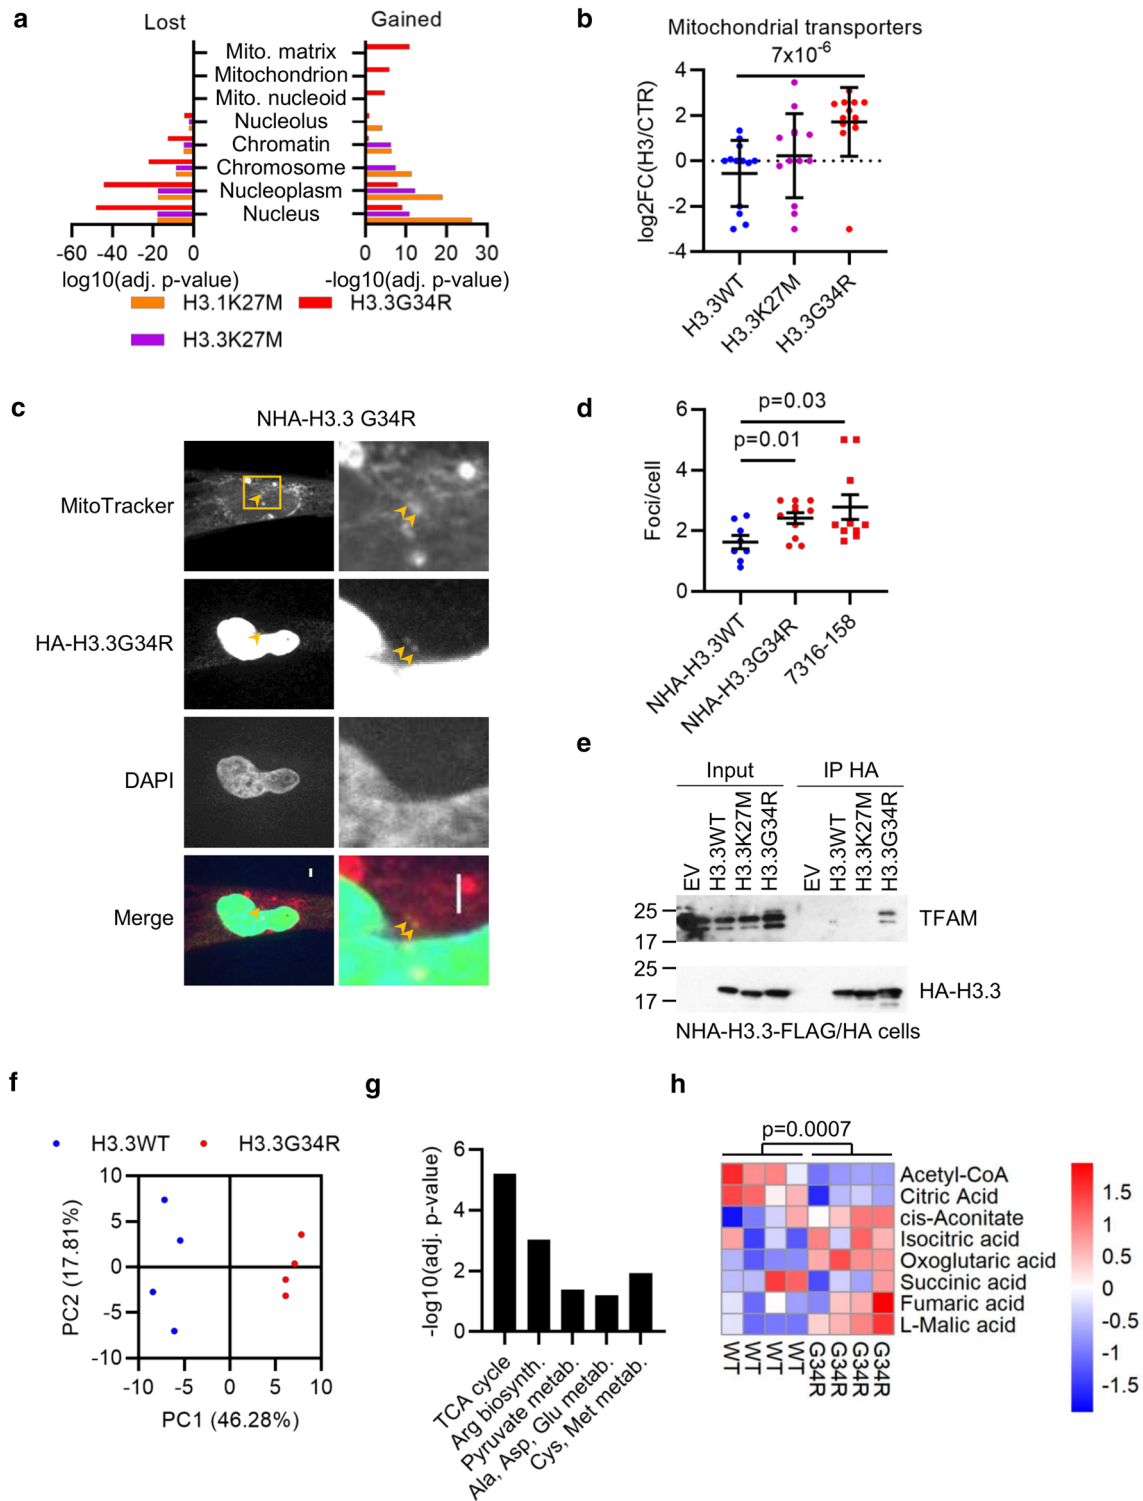 a
Lost
Gained
Mito. matrix
Mitochondrion
Mito. nucleoid
Nucleolus
Chromatin
Chromosome
Nucleoplasm
Nucleus
-60 -40 -20 0
0 10 20 30
log10(adj. p-value)
-log10(adj. p-value)
H3.1K27M
H3.3G34R
H3.3K27M
b
Mitochondrial transporters
7x10-6
log2FC(H3/CTR)
4
2
0
-2
-4
H3.3WT
H3.3K27M
H3.3G34R
c
NHA-H3.3 G34R
MitoTracker
HA-H3.3G34R
DAPI
Merge
d
p=0.03
p=0.01
Foci/cell
6
4
2
0
NHA-H3.3WT
NHA-H3.3G34R
7316-158
e
Input
IP HA
EV
H3.3WT
H3.3K27M
H3.3G34R
EV
H3.3WT
H3.3K27M
H3.3G34R
25
17
TFAM
25
17
HA-H3.3
NHA-H3.3-FLAG/HA cells
f
H3.3WT
H3.3G34R
PC2 (17.81%)
10
5
0
-5
-10
-10 -5 0 5 10
PC1 (46.28%)
g
-log10(adj. p-value)
6
4
2
0
TCA cycle
Arg biosynth.
Pyruvate metab.
Ala, Asp, Glu metab.
Cys, Met metab.
h
p=0.0007
Acetyl-CoA
Citric Acid
cis-Aconitate
Isocitric acid
Oxoglutaric acid
Succinic acid
Fumaric acid
L-Malic acid
WT
WT
WT
WT
G34R
G34R
G34R
G34R
1.5
1
0.5
0
-0.5
-1
-1.5